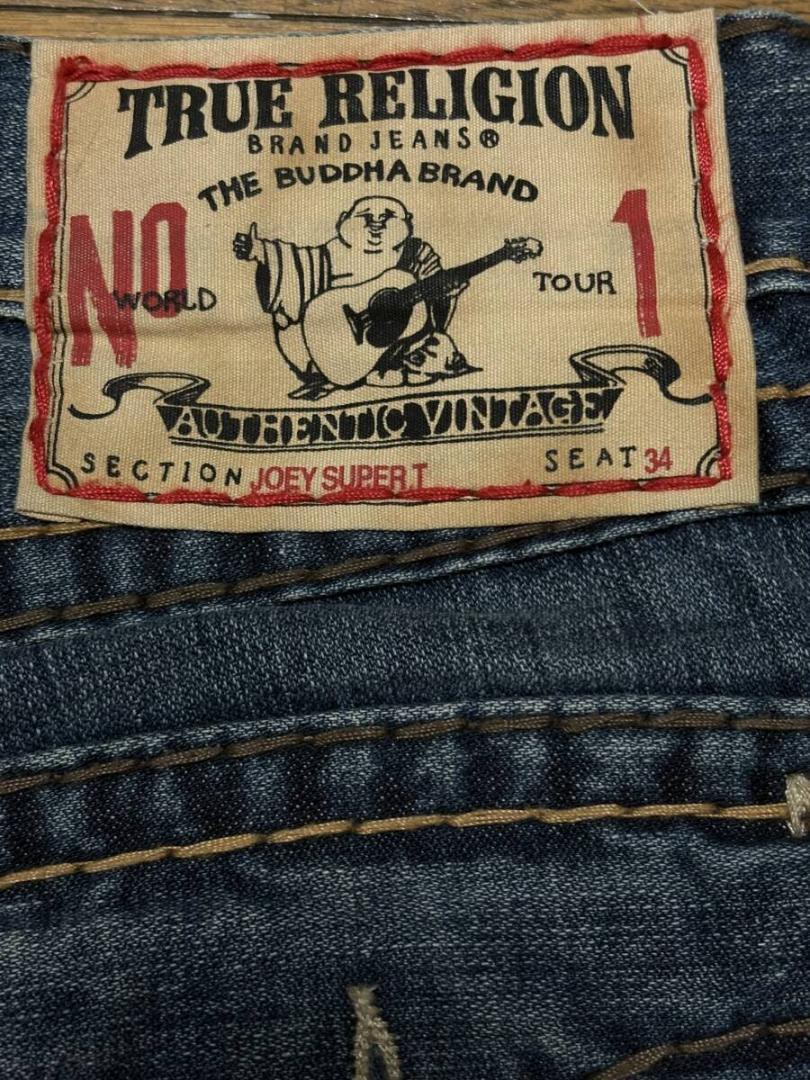 TRUE RELIGION
BRAND JEANS®
THE BUDDHA BRAND
NO 1
WORLD TOUR
AUTHENTIC VINTAGE
SECTION JOEY SUPER T SEAT 34